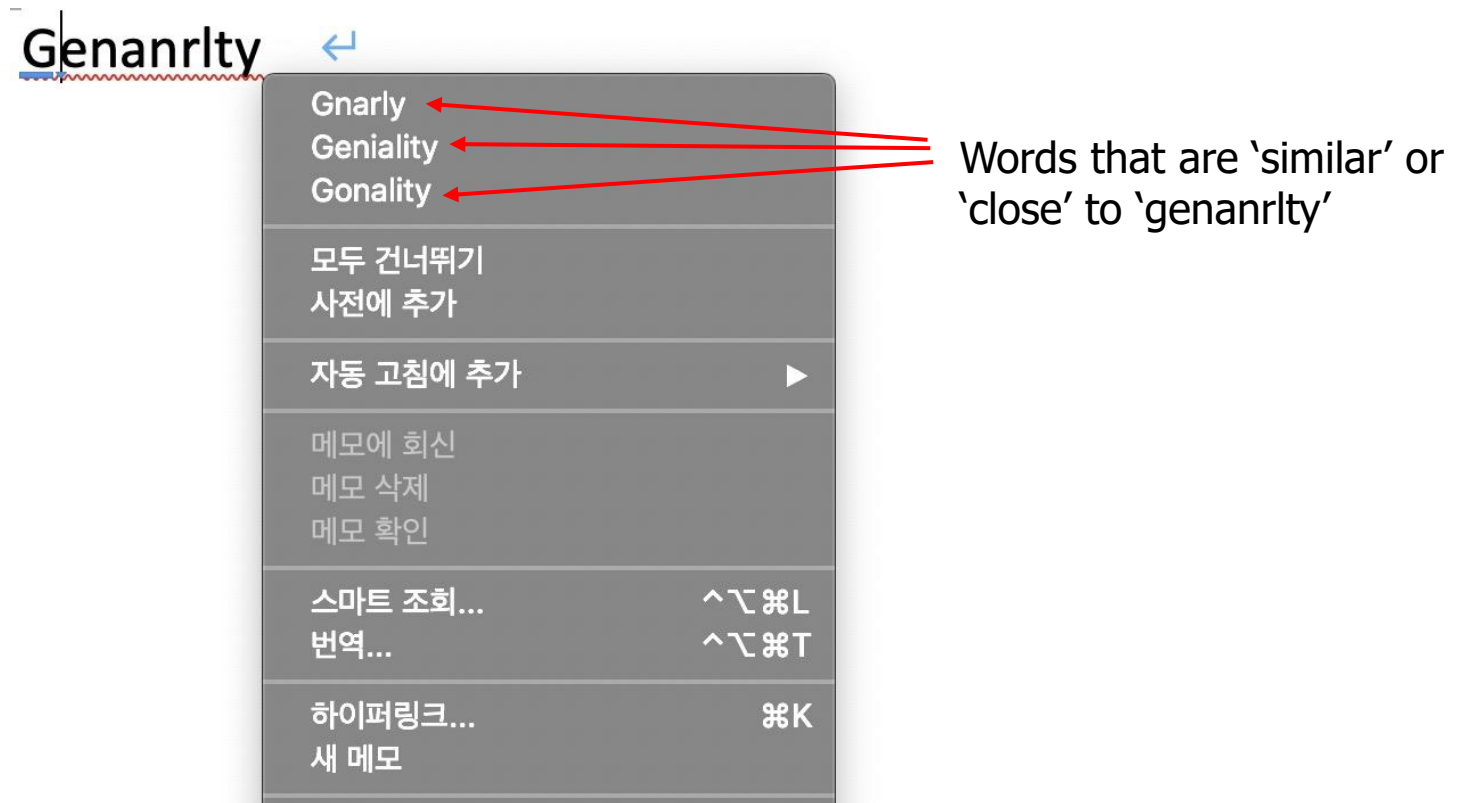 Genanrlty ↵
Gnarly
Geniality
Gonality
Words that are ‘similar’ or
‘close’ to ‘genanrlty’
모두 건너뛰기
사전에 추가
자동 고침에 추가 ▶
메모에 회신
메모 삭제
메모 확인
스마트 조회... ^⌥⌘L
번역... ^⌥⌘T
하이퍼링크... ⌘K
새 메모